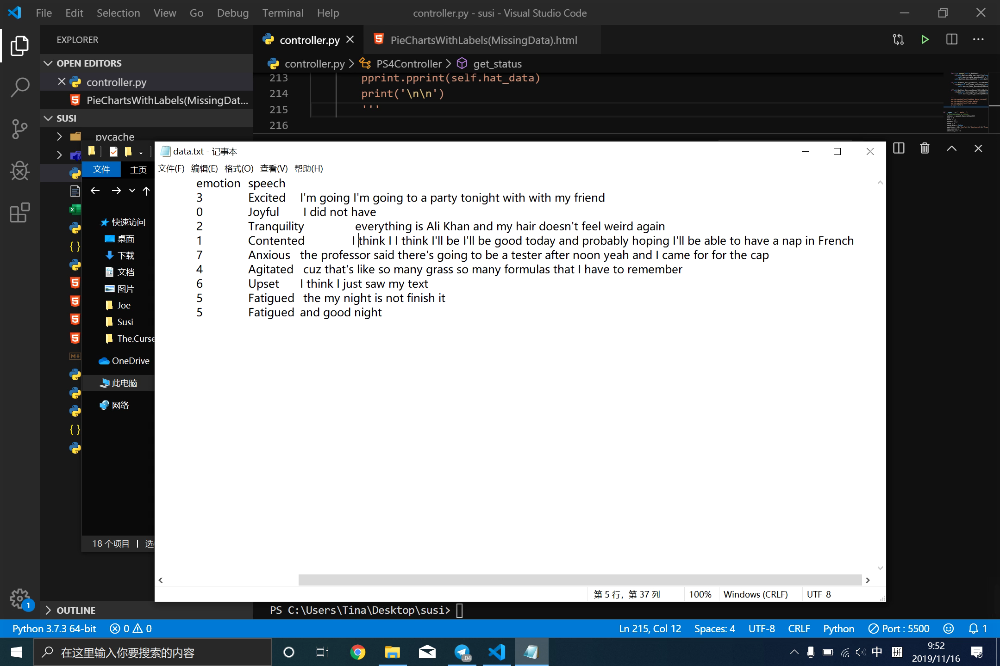 File Edit Selection View Go Debug Terminal Help controller.py - susi - Visual Studio Code
EXPLORER
OPEN EDITORS
controller.py
PieChartsWithLabels(MissingDat...
SUSI
pycache
controller.py PieChartsWithLabels(MissingData).html
controller.py PS4Controller get_status
213 pprint.pprint(self.hat_data)
214 print('\n\n')
215 '''
216
文件 主页
快速访问
桌面
下载
文档
图片
Joe
Susi
The.Curse
OneDrive
此电脑
网络
18 个项目 选
data.txt - 记事本
文件(F) 编辑(E) 格式(O) 查看(V) 帮助(H)
emotion speech
3 Excited I'm going I'm going to a party tonight with with my friend
0 Joyful I did not have
2 Tranquility everything is Ali Khan and my hair doesn't feel weird again
1 Contented I think I I think I'll be I'll be good today and probably hoping I'll be able to have a nap in French
7 Anxious the professor said there's going to be a tester after noon yeah and I came for for the cap
4 Agitated cuz that's like so many grass so many formulas that I have to remember
6 Upset I think I just saw my text
5 Fatigued the my night is not finish it
5 Fatigued and good night
第 5 行，第 37 列 100% Windows (CRLF) UTF-8
1
OUTLINE
PS C:\Users\Tina\Desktop\susi>
Python 3.7.3 64-bit 0 0 Ln 215, Col 12 Spaces: 4 UTF-8 CRLF Python Port : 5500 1
在这里输入你要搜索的内容
..04
中 拼
9:52
2019/11/16